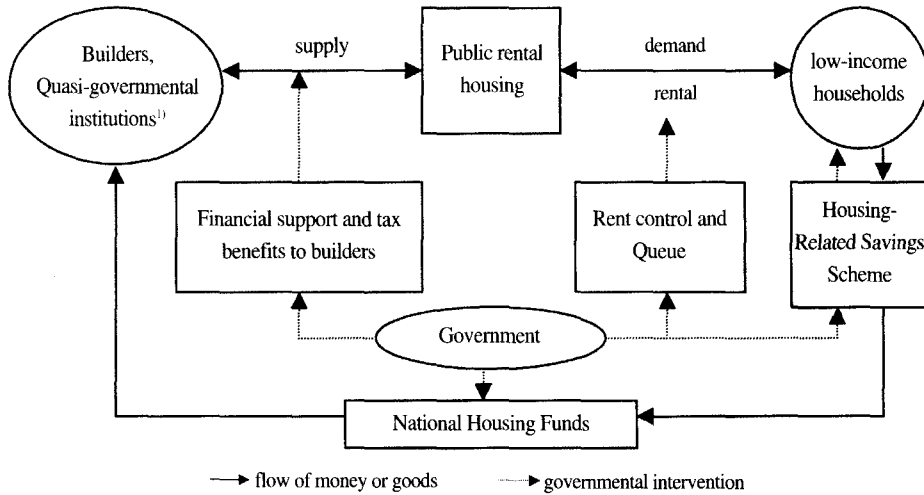 Builders,
Quasi-governmental
institutions¹⁾
supply
Public rental
housing
demand
rental
low-income
households
Financial support and tax
benefits to builders
Rent control and
Queue
Housing-
Related Savings
Scheme
Government
National Housing Funds
flow of money or goods
governmental intervention